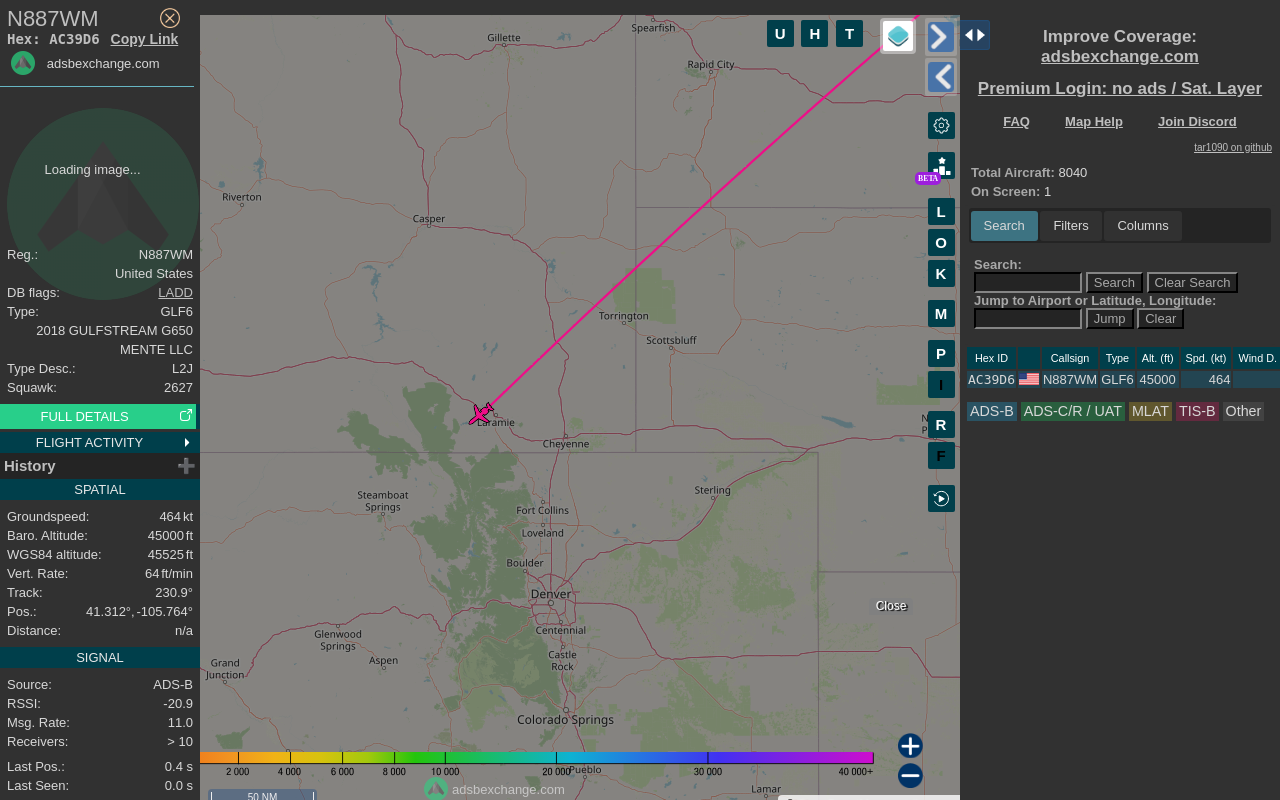 N887WM
Hex: AC39D6 Copy Link
adsbexchange.com
Loading image...
Reg.: N887WM
United States
DB flags: LADD
Type: GLF6
2018 GULFSTREAM G650
MENTE LLC
Type Desc.: L2J
Squawk: 2627
FULL DETAILS
FLIGHT ACTIVITY
History
SPATIAL
Groundspeed: 464 kt
Baro. Altitude: 45000 ft
WGS84 altitude: 45525 ft
Vert. Rate: 64 ft/min
Track: 230.9°
Pos.: 41.312°, -105.764°
Distance: n/a
SIGNAL
Source: ADS-B
RSSI: -20.9
Msg. Rate: 11.0
Receivers: > 10
Last Pos.: 0.4 s
Last Seen: 0.0 s
Spearfish
Gillette
Rapid City
Riverton
Casper
Torrington
Scottsbluff
Laramie
Cheyenne
Steamboat
Springs
Sterling
Fort Collins
Loveland
Boulder
Denver
Centennial
Glenwood
Springs
Castle
Rock
Aspen
Grand
Junction
Colorado Springs
Pueblo
Lamar
Close
2 000 4 000 6 000 8 000 10 000 20 000 30 000 40 000+
adsbexchange.com
50 NM
U H T
BETA
L
O
K
M
P
I
R
F
Improve Coverage:
adsbexchange.com
Premium Login: no ads / Sat. Layer
FAQ Map Help Join Discord
tar1090 on github
Total Aircraft: 8040
On Screen: 1
Search Filters Columns
Search:
Search Clear Search
Jump to Airport or Latitude, Longitude:
Jump Clear
Hex ID Callsign Type Alt. (ft) Spd. (kt) Wind D.
AC39D6 N887WM GLF6 45000 464
ADS-B ADS-C/R / UAT MLAT TIS-B Other